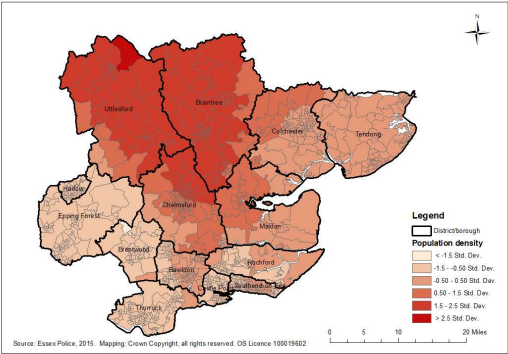 N
Uttlesford
Braintree
Colchester
Tendring
Harlow
Epping Forest
Chelmsford
Maldon
Brentwood
Rochford
Basildon
Castle Point
Southend-on-Sea
Thurrock
Legend
District/borough
Population density
< -1.5 Std. Dev.
-1.5 - -0.50 Std. Dev.
-0.50 - 0.50 Std. Dev.
0.50 - 1.5 Std. Dev.
1.5 - 2.5 Std. Dev.
> 2.5 Std. Dev.
0 5 10 20 Miles
Source: Essex Police, 2015. Mapping: Crown Copyright, all rights reserved. OS Licence 100019602